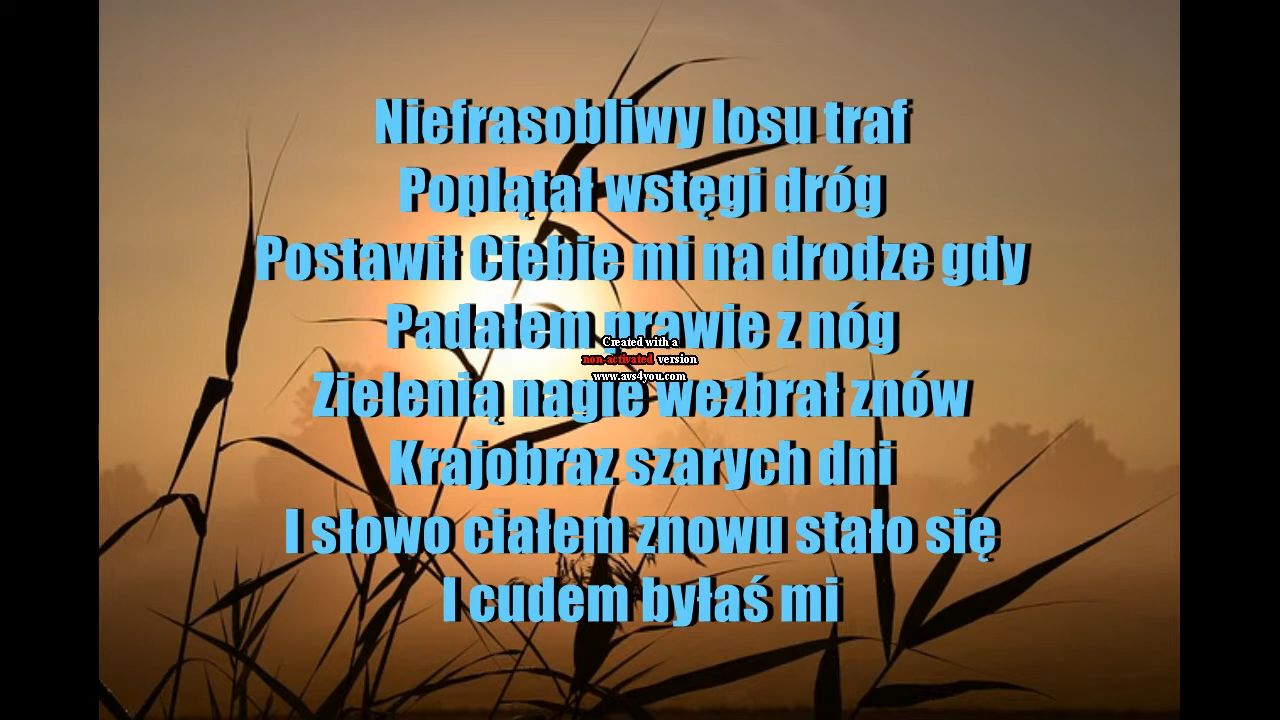 Niefrasobliwy losu traf
Poplątał wstęgi dróg
Postawił Ciebie mi na drodze gdy
Padałem prawie z nóg
Created with a
non-activated version
www.avs4you.com
Zielenią nagie wezbrał znów
Krajobraz szarych dni
I słowo ciałem znowu stało się
I cudem byłaś mi